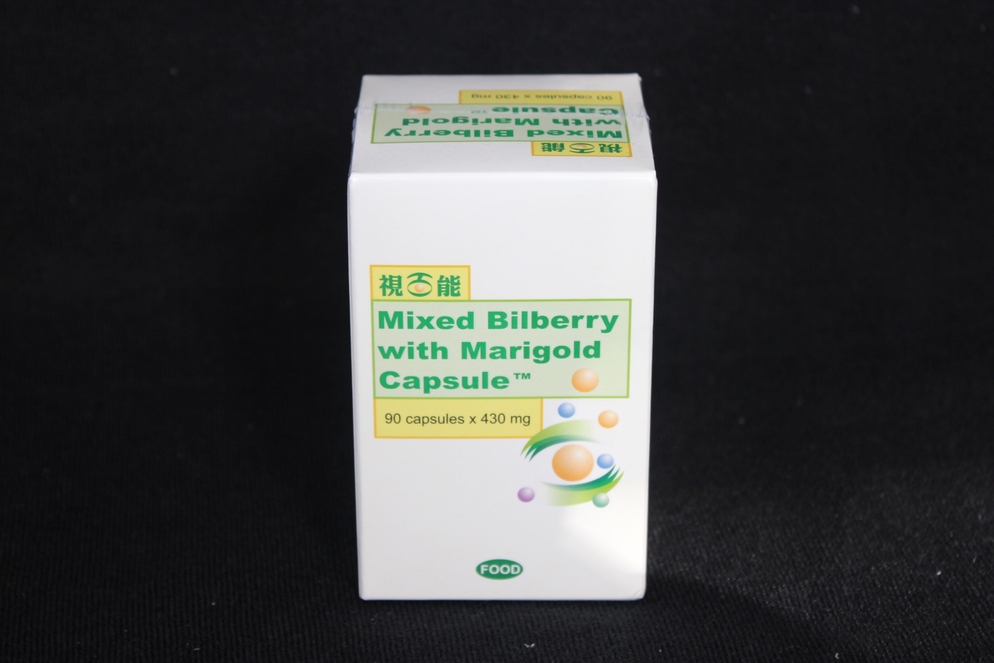 90 capsules x 430 mg
Mixed Bilberry
with Marigold
Capsule™
視百能
視百能
Mixed Bilberry
with Marigold
Capsule™
90 capsules x 430 mg
FOOD